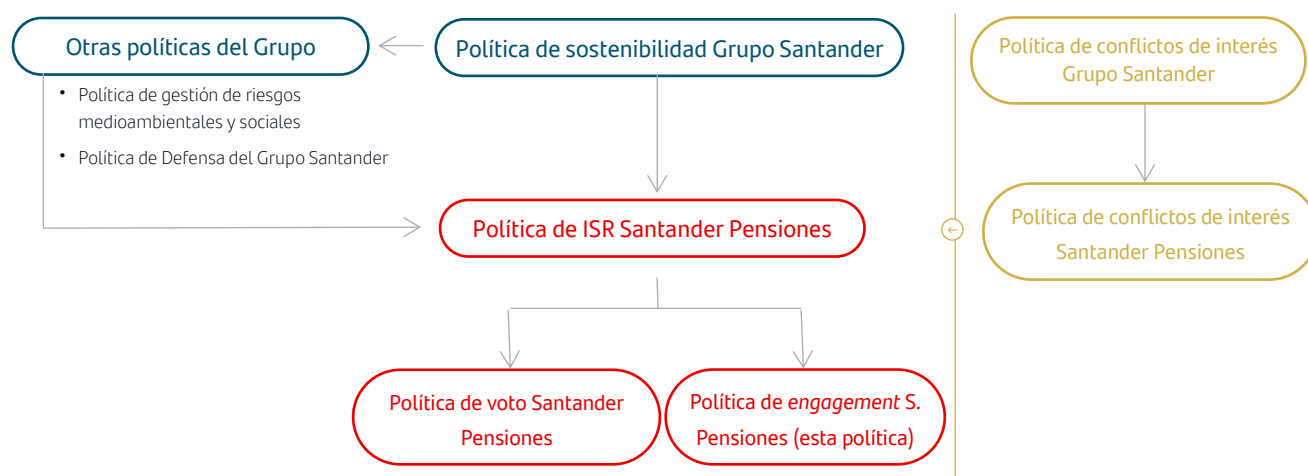 Otras políticas del Grupo
Política de sostenibilidad Grupo Santander
Política de conflictos de interés
Grupo Santander
• Política de gestión de riesgos
medioambientales y sociales
• Política de Defensa del Grupo Santander
Política de ISR Santander Pensiones
Política de conflictos de interés
Santander Pensiones
Política de voto Santander
Pensiones
Política de engagement S.
Pensiones (esta política)